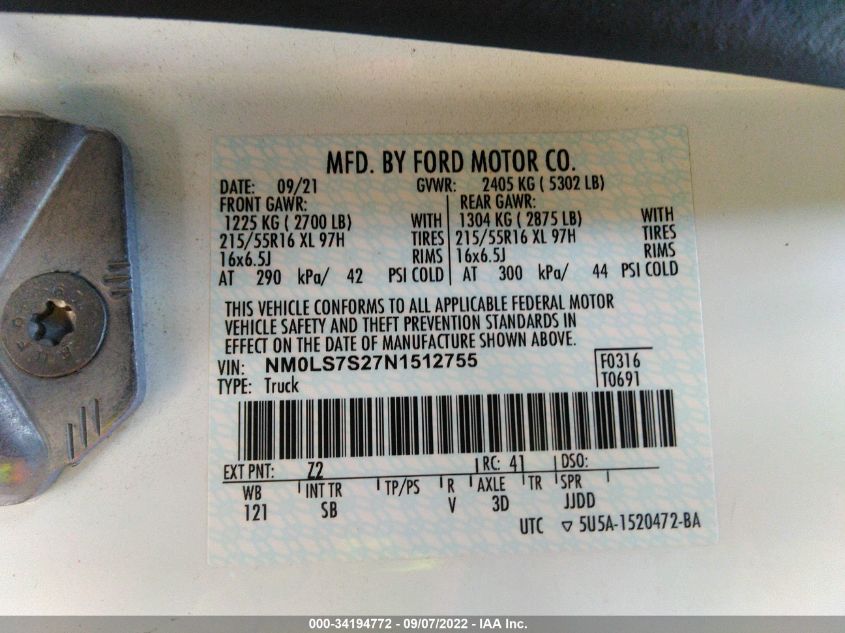 MFD. BY FORD MOTOR CO.
DATE: 09/21 GVWR: 2405 KG ( 5302 LB)
FRONT GAWR: REAR GAWR:
1225 KG ( 2700 LB) WITH 1304 KG ( 2875 LB) WITH
215/55R16 XL 97H TIRES 215/55R16 XL 97H TIRES
16x6.5J RIMS 16x6.5J RIMS
AT 290 kPa/ 42 PSI COLD AT 300 kPa/ 44 PSI COLD
THIS VEHICLE CONFORMS TO ALL APPLICABLE FEDERAL MOTOR
VEHICLE SAFETY AND THEFT PREVENTION STANDARDS IN
EFFECT ON THE DATE OF MANUFACTURE SHOWN ABOVE.
VIN: NM0LS7S27N1512755 F0316
TYPE: Truck T0691
EXT PNT: Z2 RC: 41 DSO:
WB INT TR TP/PS R AXLE TR SPR
121 SB V 3D JJDD
UTC ▽ 5U5A-1520472-BA
000-34194772 - 09/07/2022 - IAA Inc.